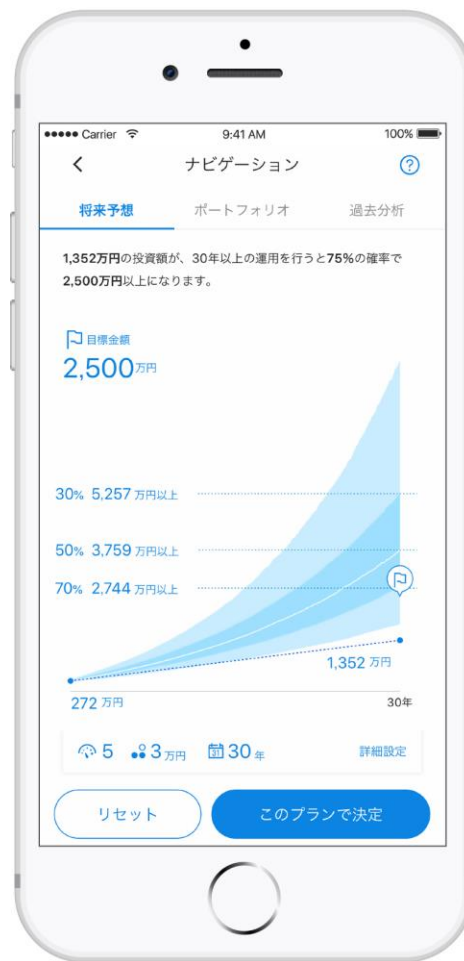 Carrier 9:41 AM 100%
ナビゲーション ?
将来予想 ポートフォリオ 過去分析
1,352万円の投資額が、30年以上の運用を行うと75%の確率で
2,500万円以上になります。
目標金額
2,500万円
30% 5,257 万円以上
50% 3,759 万円以上
70% 2,744 万円以上
1,352 万円
272 万円 30年
5 3万円 31 30年 詳細設定
リセット このプランで決定